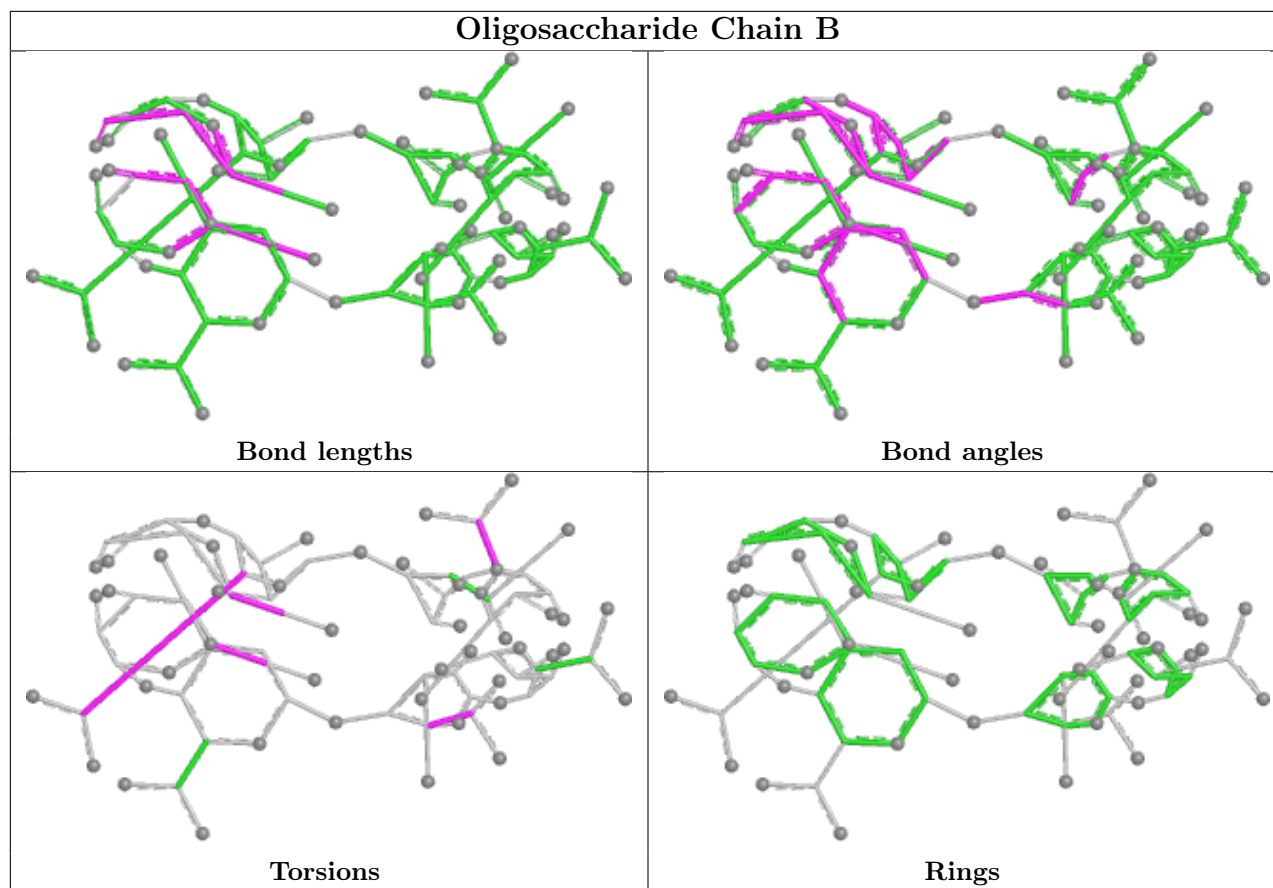 Oligosaccharide Chain B
Bond lengths
Bond angles
Torsions
Rings